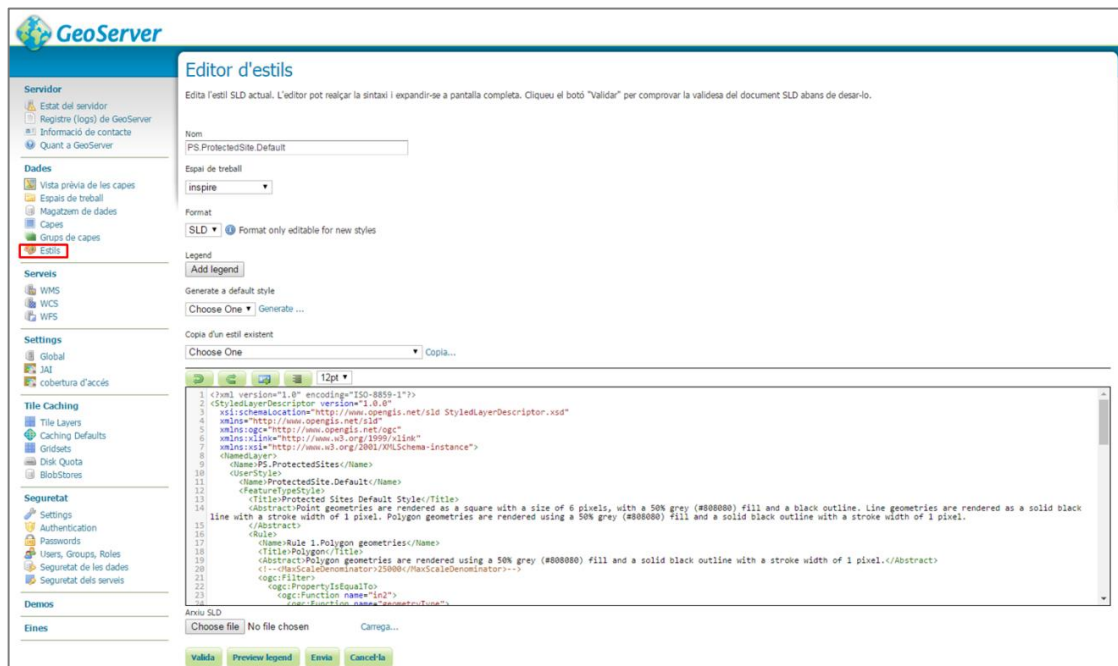 GeoServer
Servidor
Estat del servidor
Registre (logs) de GeoServer
Informació de contacte
Quant a GeoServer
Dades
Vista prèvia de les capes
Espais de treball
Magatzem de dades
Capes
Grups de capes
Estils
Serveis
WMS
WCS
WFS
Settings
Global
JAI
cobertura d'accés
Tile Caching
Tile Layers
Caching Defaults
Gridsets
Disk Quota
BlobStores
Seguretat
Settings
Authentication
Passwords
Users, Groups, Roles
Seguretat de les dades
Seguretat dels serveis
Demos
Eines
Editor d'estils
Edita l'estil SLD actual. L'editor pot realçar la sintaxi i expandir-se a pantalla completa. Cliqueu el botó "Validar" per comprovar la validesa del document SLD abans de desar-lo.
Nom
PS.ProtectedSite.Default
Espai de treball
inspire
Format
SLD Format only editable for new styles
Legend
Add legend
Generate a default style
Choose One Generate ...
Copia d'un estil existent
Choose One Copia...
12pt
1 <?xml version="1.0" encoding="ISO-8859-1"?>
2 <StyledLayerDescriptor version="1.0.0"
3 xsi:schemaLocation="http://www.opengis.net/sld StyledLayerDescriptor.xsd"
4 xmlns="http://www.opengis.net/sld"
5 xmlns:ogc="http://www.opengis.net/ogc"
6 xmlns:xlink="http://www.w3.org/1999/xlink"
7 xmlns:xsi="http://www.w3.org/2001/XMLSchema-instance">
8 <NamedLayer>
9 <Name>PS.ProtectedSites</Name>
10 <UserStyle>
11 <Name>ProtectedSite.Default</Name>
12 <FeatureTypeStyle>
13 <Title>Protected Sites Default Style</Title>
14 <Abstract>Point geometries are rendered as a square with a size of 6 pixels, with a 50% grey (#808080) fill and a black outline. Line geometries are rendered as a solid black
line with a stroke width of 1 pixel. Polygon geometries are rendered using a 50% grey (#808080) fill and a solid black outline with a stroke width of 1 pixel.
15 </Abstract>
16 <Rule>
17 <Name>Rule 1.Polygon geometries</Name>
18 <Title>Polygon</Title>
19 <Abstract>Polygon geometries are rendered using a 50% grey (#808080) fill and a solid black outline with a stroke width of 1 pixel.</Abstract>
20 <!--<MaxScaleDenominator>25000</MaxScaleDenominator>-->
21 <ogc:Filter>
22 <ogc:PropertyIsEqualTo>
23 <ogc:Function name="in2">
24 <ogc:Function name="geometryType">
Arxiu SLD
Choose file No file chosen Carrega...
Valida Preview legend Envia Cancel·la